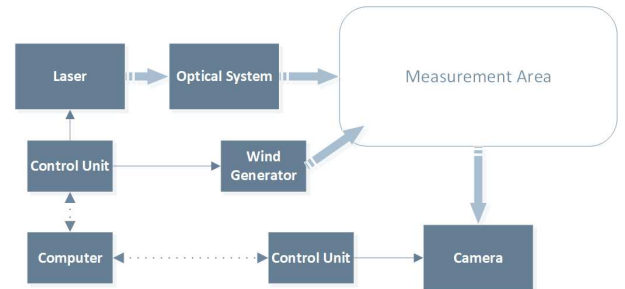 Laser
Optical System
Measurement Area
Control Unit
Wind
Generator
Computer
Control Unit
Camera